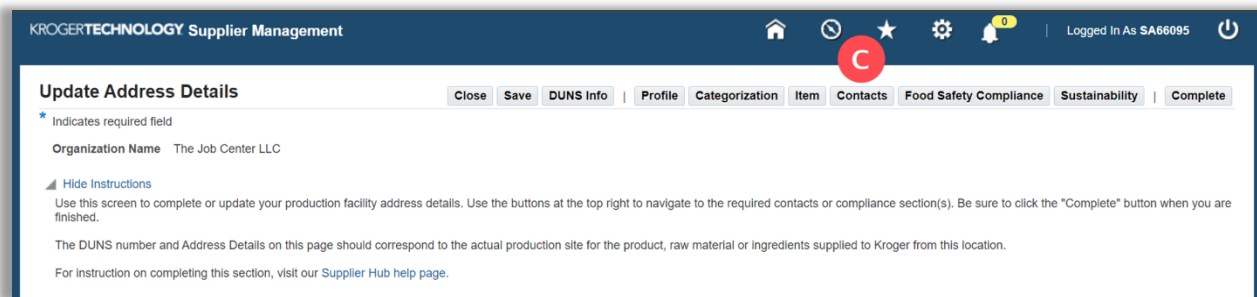 KROGERTECHNOLOGY. Supplier Management
0
Logged In As SA66095
C
Update Address Details
Close Save DUNS Info | Profile Categorization Item Contacts Food Safety Compliance Sustainability | Complete
* Indicates required field
Organization Name The Job Center LLC
Hide Instructions
Use this screen to complete or update your production facility address details. Use the buttons at the top right to navigate to the required contacts or compliance section(s). Be sure to click the "Complete" button when you are
finished.
The DUNS number and Address Details on this page should correspond to the actual production site for the product, raw material or ingredients supplied to Kroger from this location.
For instruction on completing this section, visit our Supplier Hub help page.